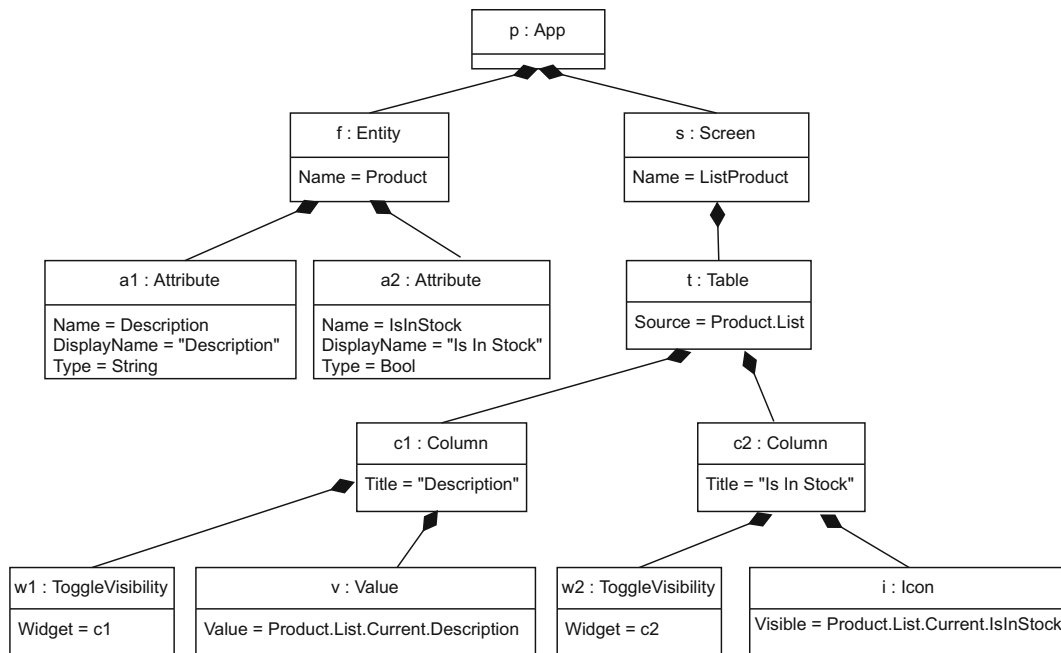 p : App
f : Entity
Name = Product
s : Screen
Name = ListProduct
a1 : Attribute
Name = Description
DisplayName = "Description"
Type = String
a2 : Attribute
Name = IsInStock
DisplayName = "Is In Stock"
Type = Bool
t : Table
Source = Product.List
c1 : Column
Title = "Description"
c2 : Column
Title = "Is In Stock"
w1 : ToggleVisibility
Widget = c1
v : Value
Value = Product.List.Current.Description
w2 : ToggleVisibility
Widget = c2
i : Icon
Visible = Product.List.Current.IsInStock